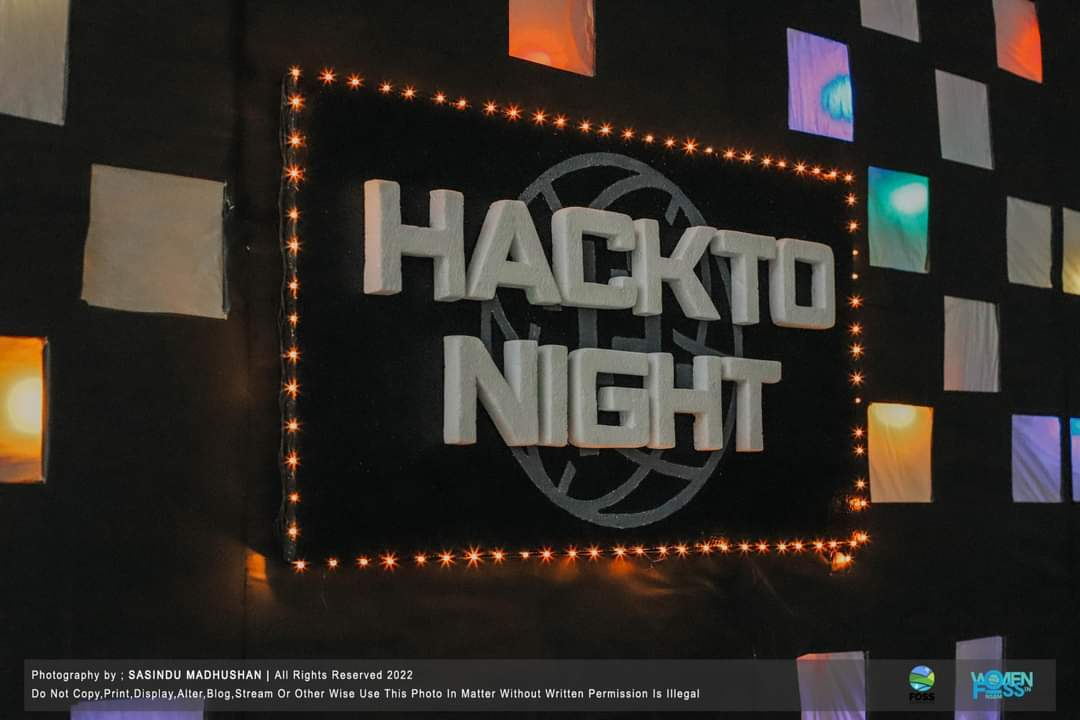 HACKTO
NIGHT
Photography by ; SASINDU MADHUSHAN | All Rights Reserved 2022
Do Not Copy,Print,Display,Alter,Blog,Stream Or Other Wise Use This Photo In Matter Without Written Permission Is Illegal
FOSS
WOMEN
IN
FOSS